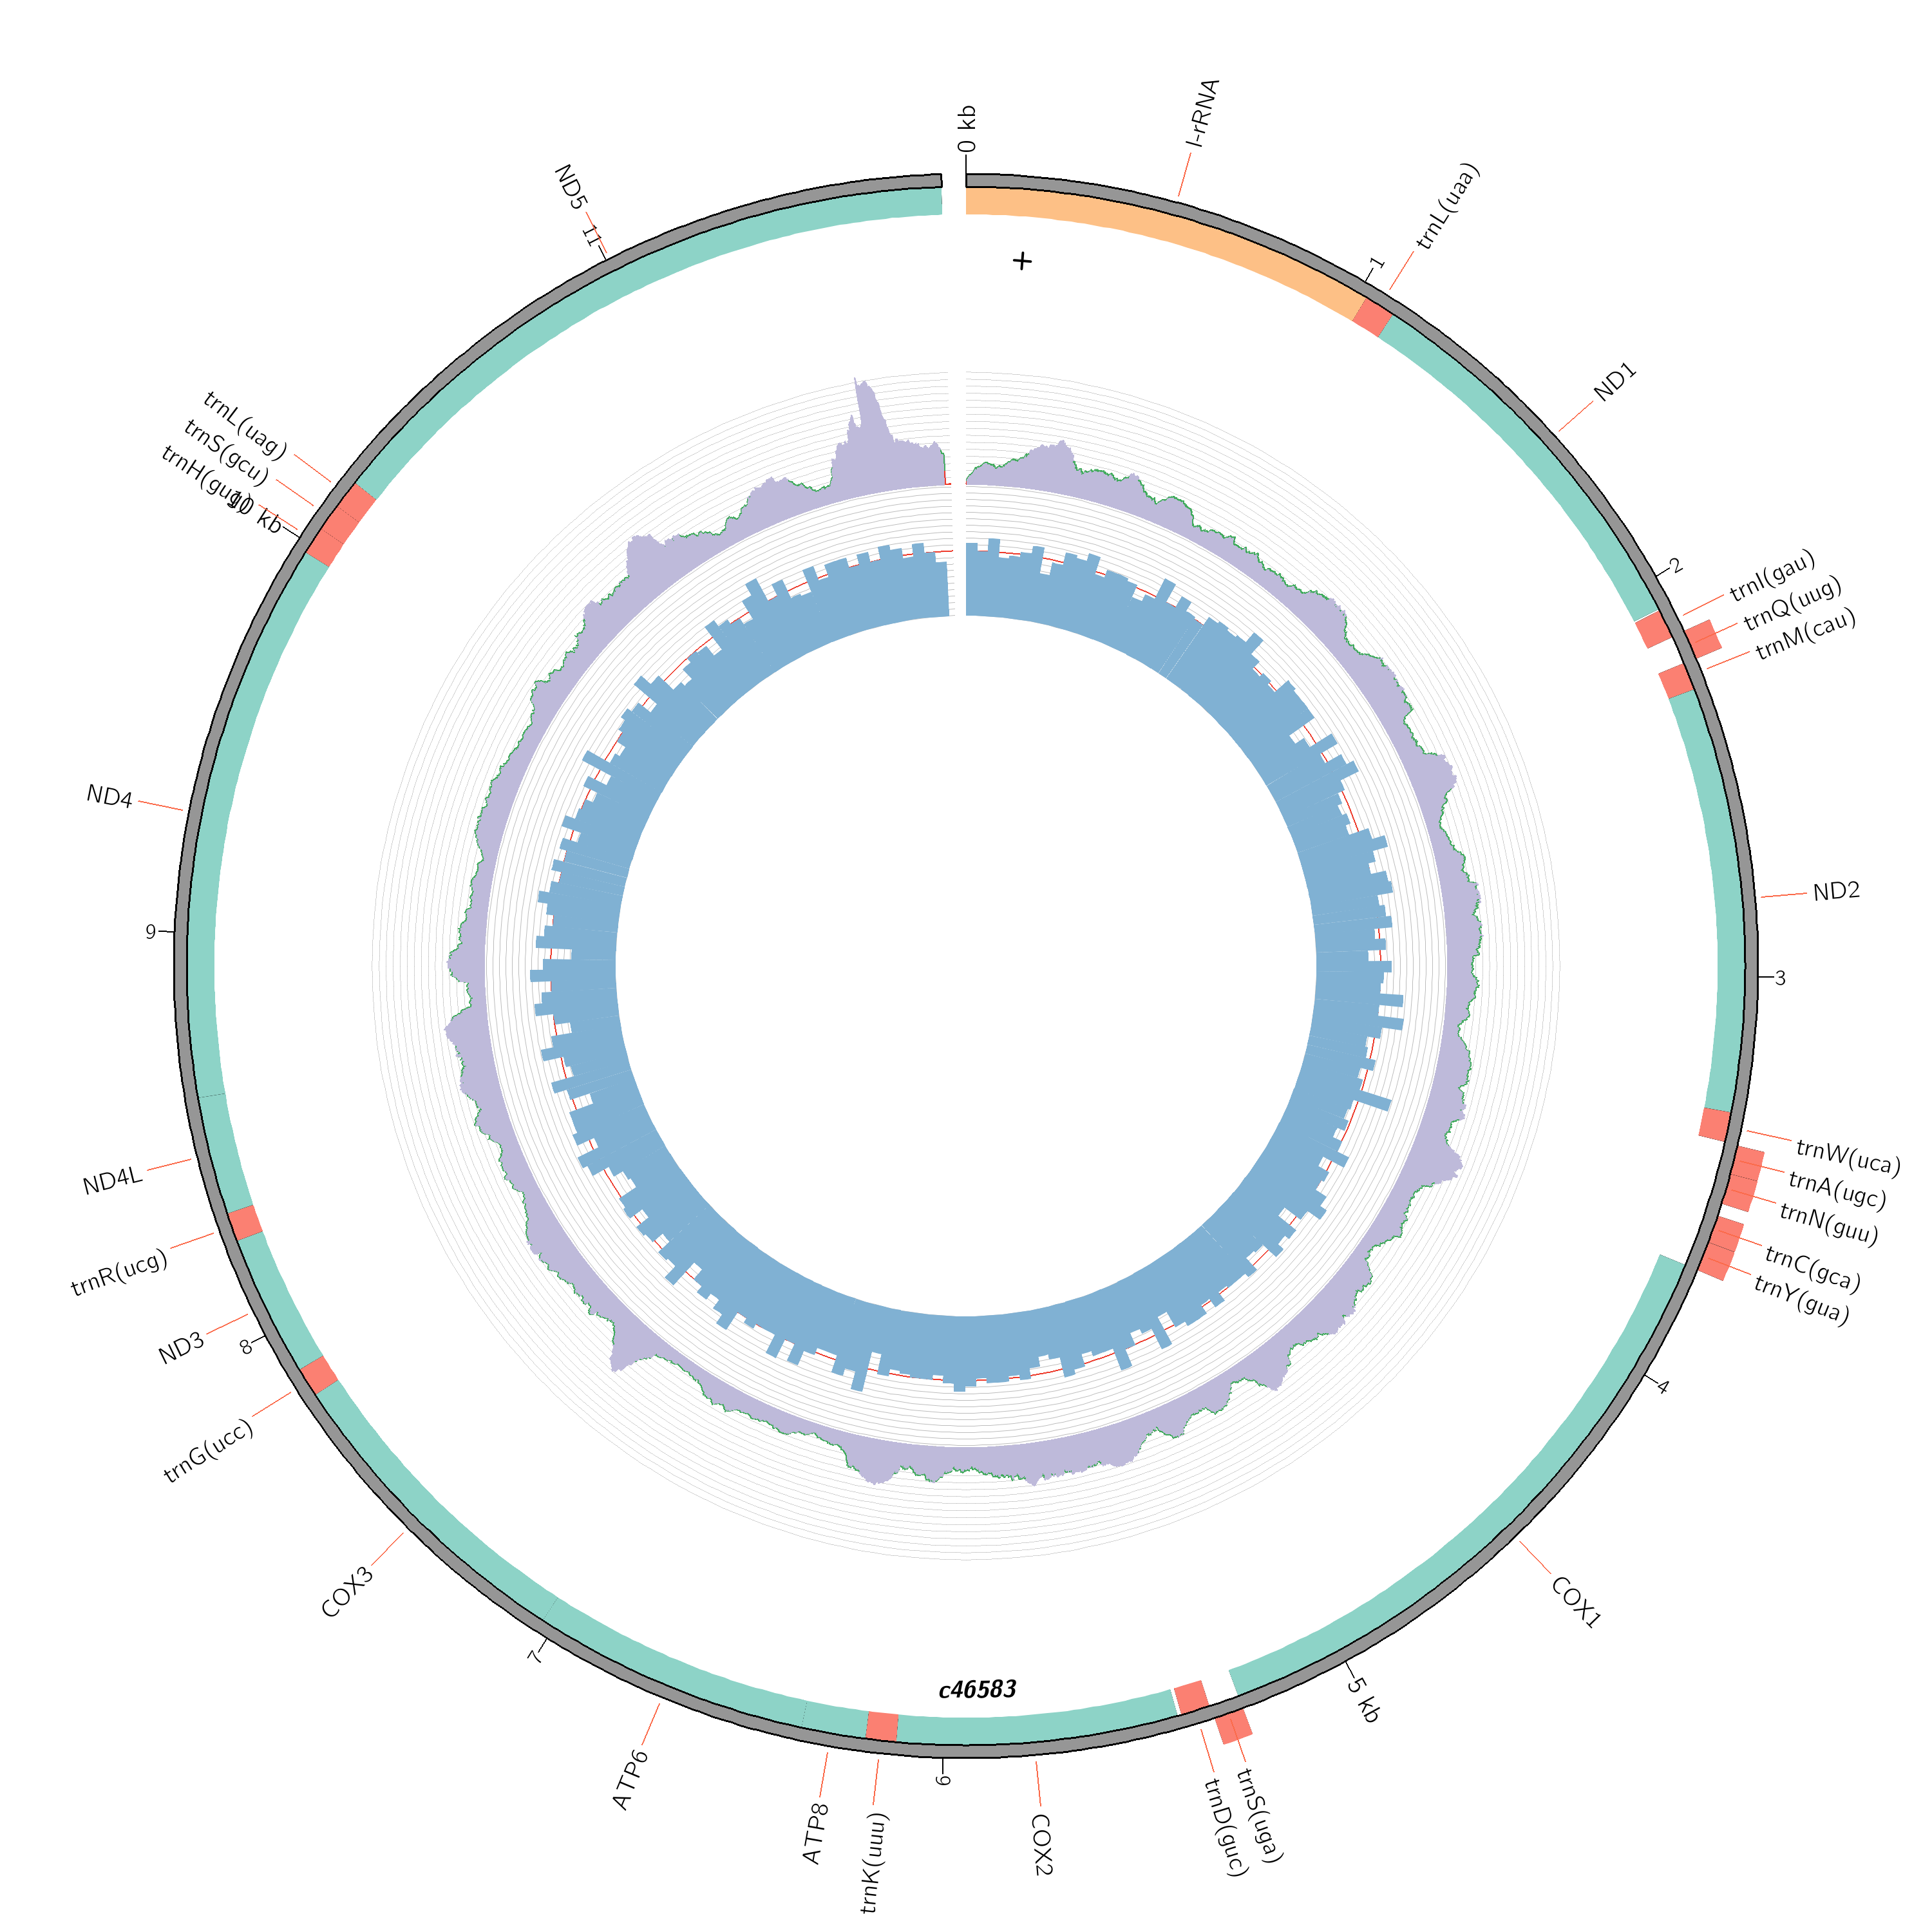 0 kb
l-rRNA
1
trnL(uaa)
ND1
2
trnI(gau)
trnQ(uug)
trnM(cau)
ND2
3
trnW(uca)
trnA(ugc)
trnN(guu)
trnC(gca)
trnY(gua)
4
COX1
5 kb
trnS(uga)
trnD(guc)
COX2
6
trnK(uuu)
ATP8
ATP6
7
COX3
trnG(ucc)
8
ND3
trnR(ucg)
ND4L
9
ND4
10 kb
trnH(gug)
trnS(gcu)
trnL(uag)
11
ND5
+
c46583